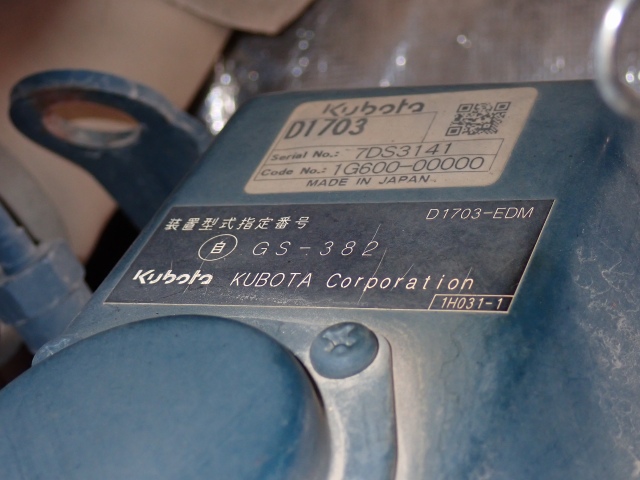 Kubota
D1703
Serial No.: 7DS3141
Code No.: 1G600-00000
MADE IN JAPAN
装置型式指定番号 D1703-EDM
自 GS-382
Kubota KUBOTA Corporation
1H031-1